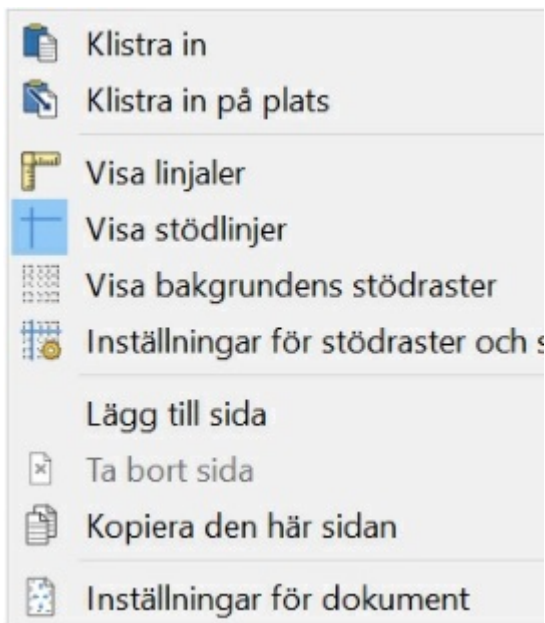 Klistra in
Klistra in på plats
Visa linjaler
Visa stödlinjer
Visa bakgrundens stödraster
Inställningar för stödraster och
Lägg till sida
Ta bort sida
Kopiera den här sidan
Inställningar för dokument